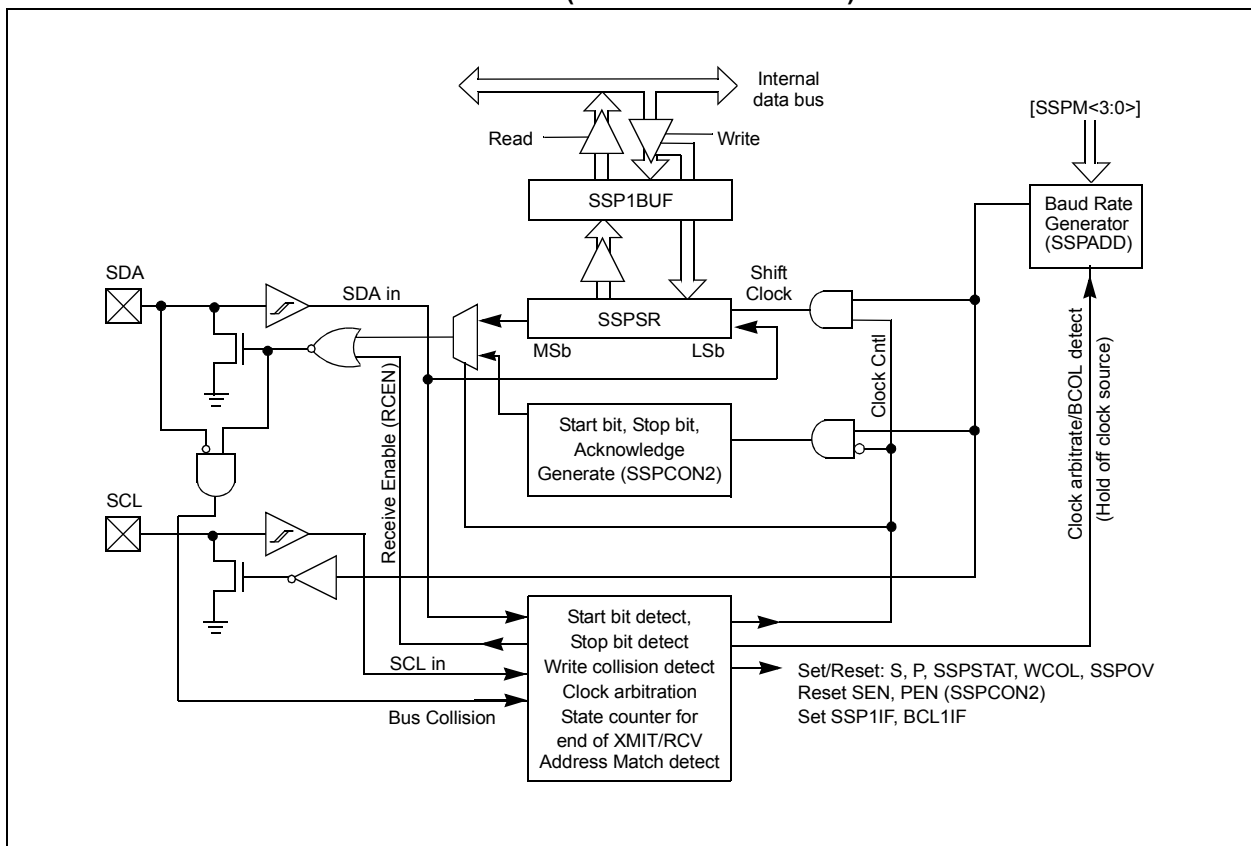 Internal
data bus
[SSPM<3:0>]
Read
Write
SSP1BUF
Baud Rate
Generator
(SSPADD)
SDA
SDA in
Shift
Clock
SSPSR
MSb
LSb
Clock Cntl
Receive Enable (RCEN)
Start bit, Stop bit,
Acknowledge
Generate (SSPCON2)
Clock arbitrate/BCOL detect
(Hold off clock source)
SCL
SCL in
Bus Collision
Start bit detect,
Stop bit detect
Write collision detect
Clock arbitration
State counter for
end of XMIT/RCV
Address Match detect
Set/Reset: S, P, SSPSTAT, WCOL, SSPOV
Reset SEN, PEN (SSPCON2)
Set SSP1IF, BCL1IF